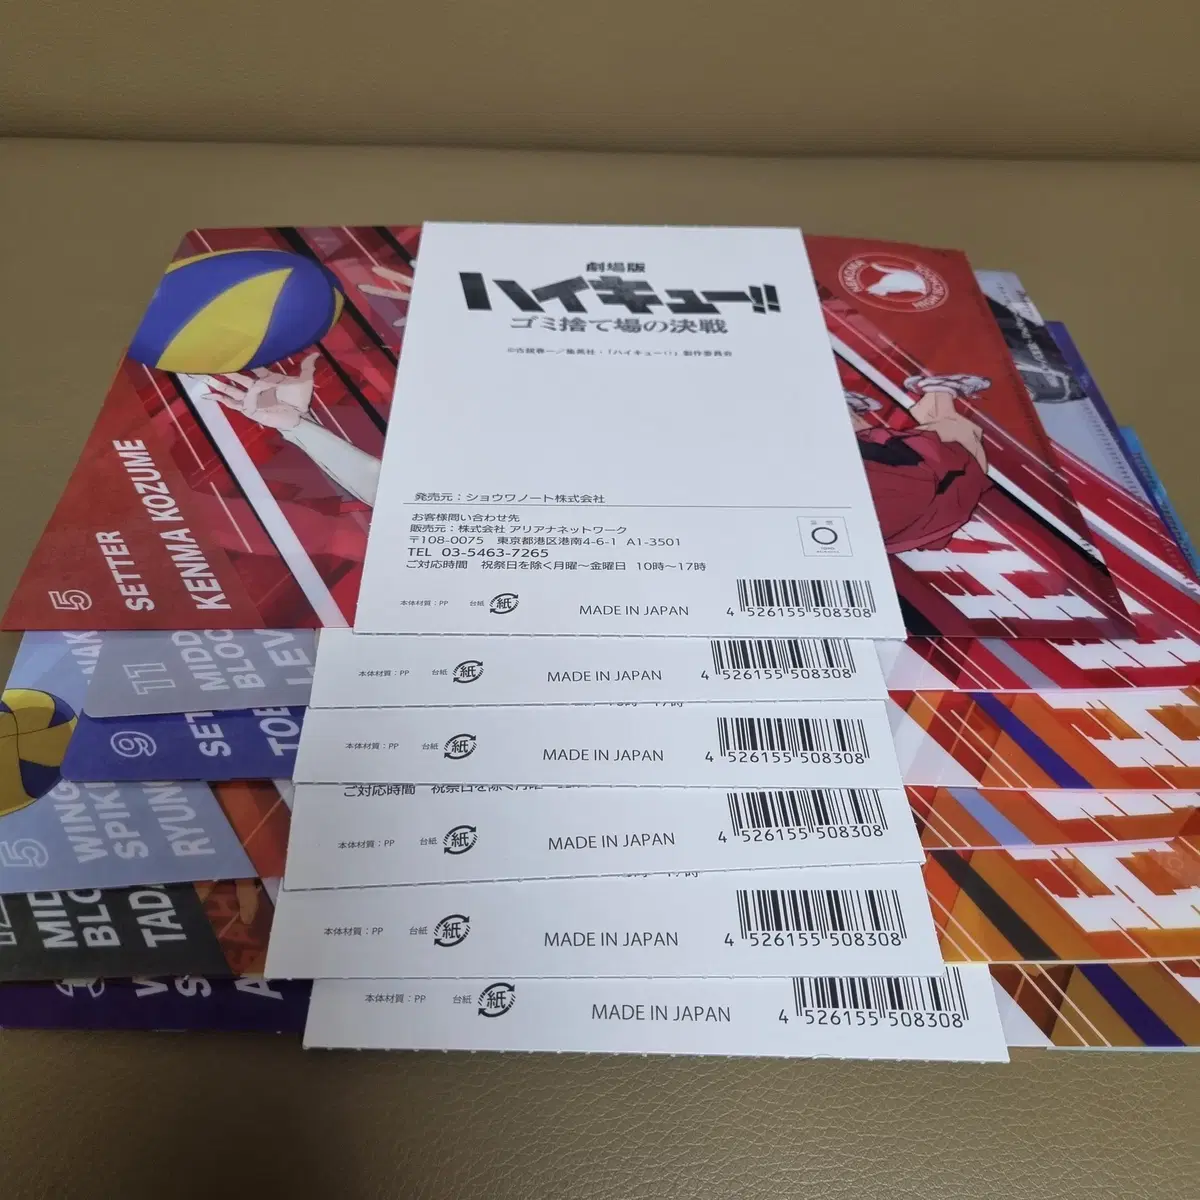 劇場版
ハイキュー!!
ゴミ捨て場の決戦
©古舘春一／集英社・「ハイキュー!!」製作委員会
発売元：ショウワノート株式会社
お客様問い合わせ先
販売元：株式会社 アリアナネットワーク
〒108-0075 東京都港区港南4-6-1 A1-3501
TEL 03-5463-7265
ご対応時間 祝祭日を除く月曜～金曜日 10時～17時
本体材質：PP 台紙 紙 MADE IN JAPAN 4 526155 508308
5
SETTER
KENMA KOZUME
本体材質：PP 台紙 紙 MADE IN JAPAN 4 526155 508308
11
MIDD
BLOC
LEV
本体材質：PP 台紙 紙 MADE IN JAPAN 4 526155 508308
9
SET
TOB
ご対応時間 祝祭日を除く月曜
本体材質：PP 台紙 紙 MADE IN JAPAN 4 526155 508308
5
WING
SPIK
RYUN
本体材質：PP 台紙 紙 MADE IN JAPAN 4 526155 508308
MID
BLO
TAD
本体材質：PP 台紙 紙 MADE IN JAPAN 4 526155 508308